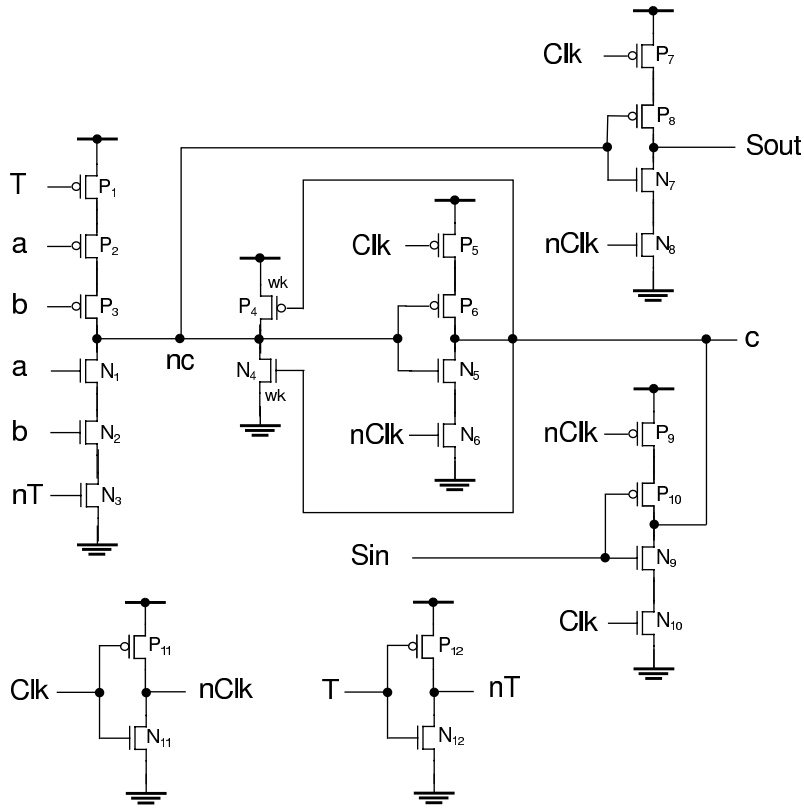 Clk
P7
P8
Sout
N7
nClk
N8
T
P1
a
P2
b
P3
a
N1
b
N2
nT
N3
nc
wk
P4
N4
wk
Clk
P5
P6
N5
nClk
N6
c
nClk
P9
P10
Sin
N9
Clk
N10
Clk
P11
nClk
N11
T
P12
nT
N12